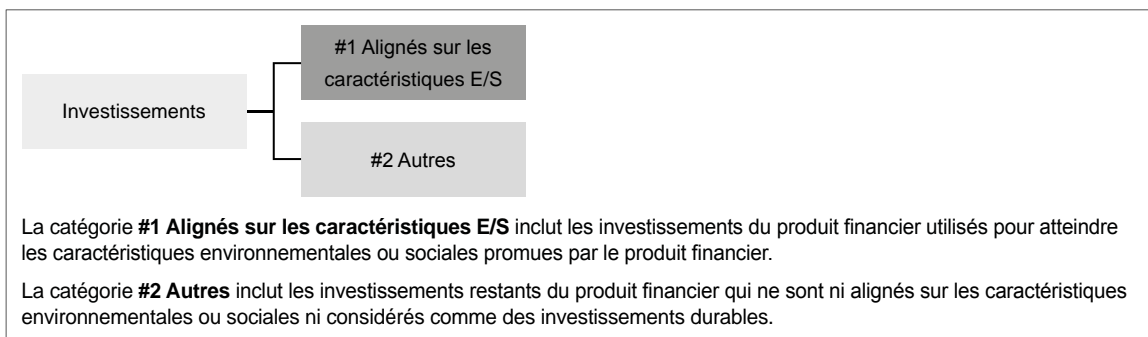 #1 Alignés sur les
caractéristiques E/S
Investissements
#2 Autres
La catégorie #1 Alignés sur les caractéristiques E/S inclut les investissements du produit financier utilisés pour atteindre
les caractéristiques environnementales ou sociales promues par le produit financier.
La catégorie #2 Autres inclut les investissements restants du produit financier qui ne sont ni alignés sur les caractéristiques
environnementales ou sociales ni considérés comme des investissements durables.